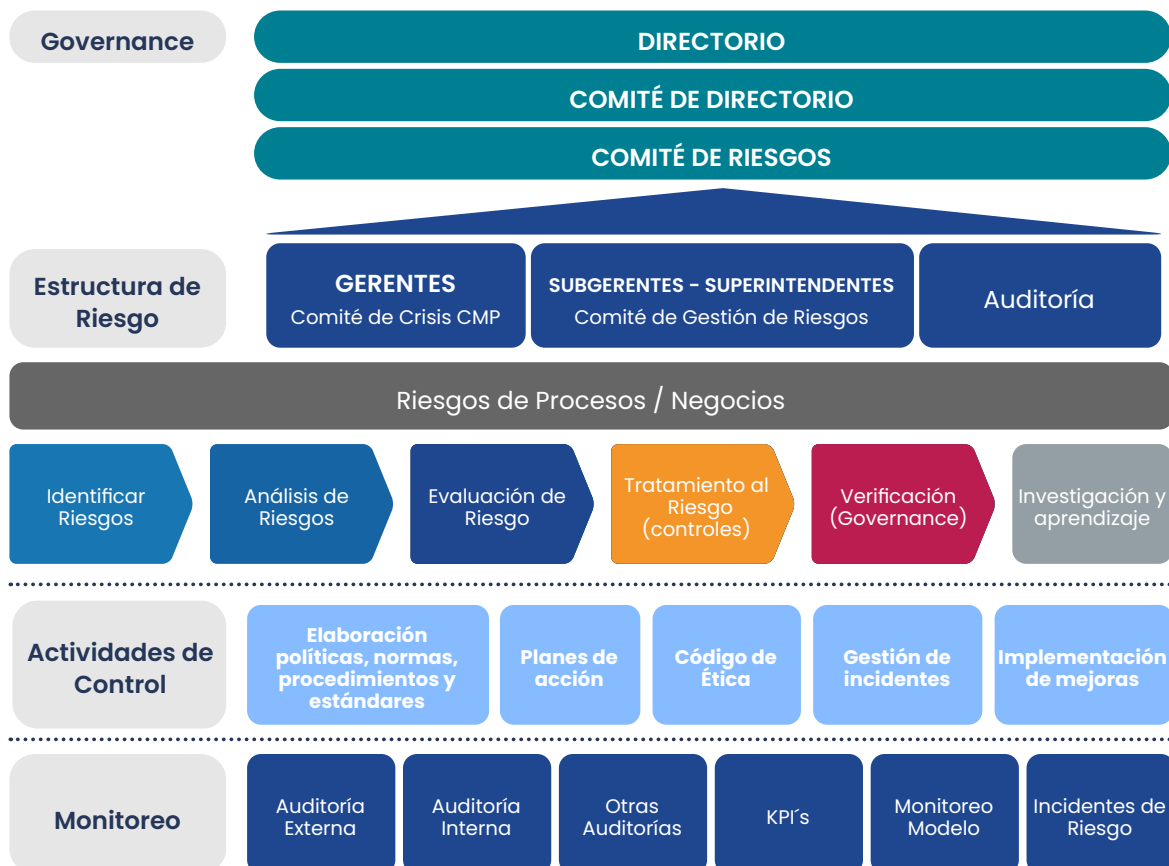 Governance
DIRECTORIO
COMITÉ DE DIRECTORIO
COMITÉ DE RIESGOS
Estructura de
Riesgo
GERENTES
Comité de Crisis CMP
SUBGERENTES - SUPERINTENDENTES
Comité de Gestión de Riesgos
Auditoría
Riesgos de Procesos / Negocios
Identificar
Riesgos
Análisis de
Riesgos
Evaluación de
Riesgo
Tratamiento al
Riesgo
(controles)
Verificación
(Governance)
Investigación y
aprendizaje
Actividades de
Control
Elaboración
políticas, normas,
procedimientos y
estándares
Planes de
acción
Código de
Ética
Gestión de
incidentes
Implementación
de mejoras
Monitoreo
Auditoría
Externa
Auditoría
Interna
Otras
Auditorías
KPI´s
Monitoreo
Modelo
Incidentes de
Riesgo